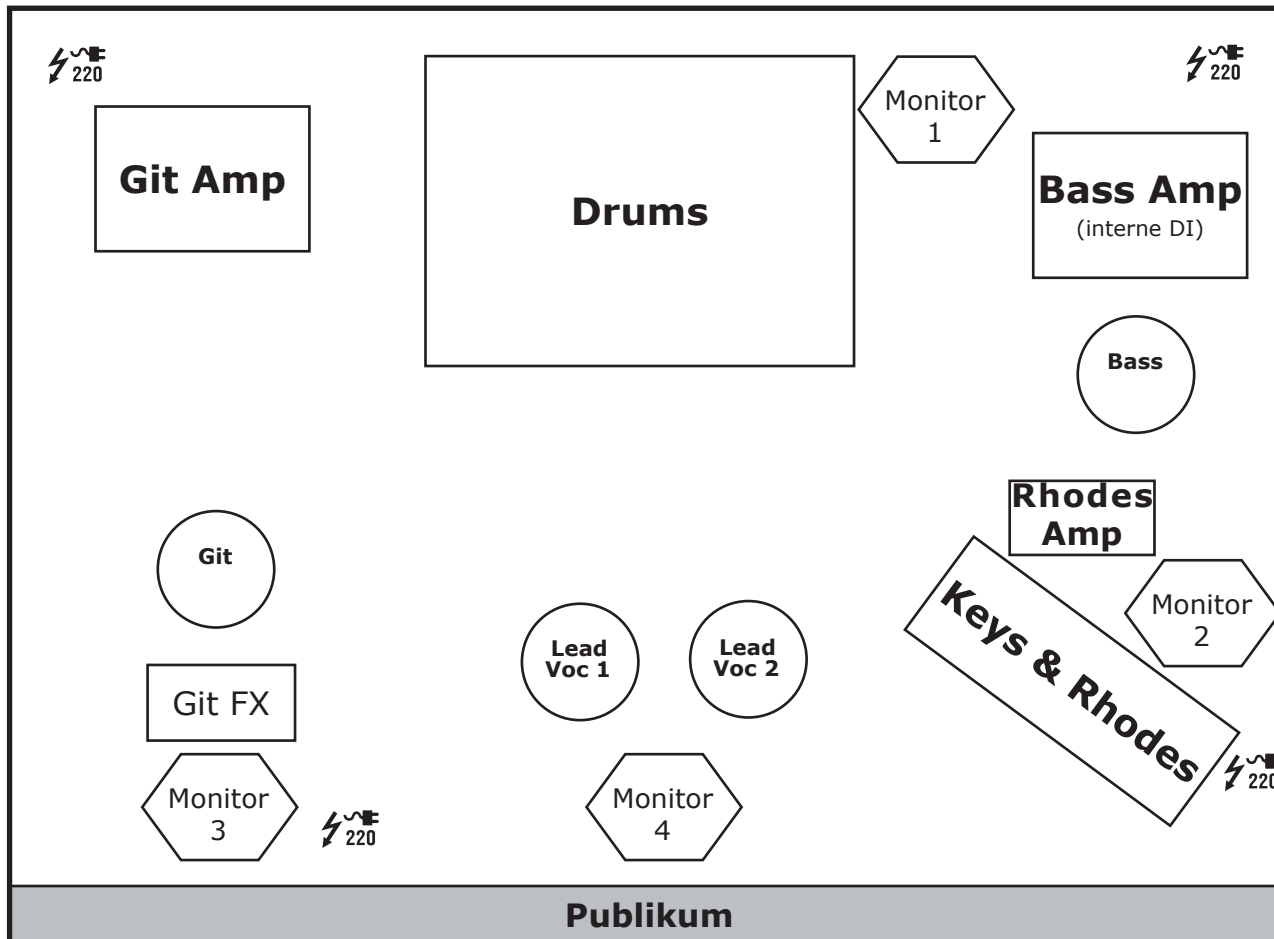 220
220
Monitor
1
Git Amp
Bass Amp
(interne DI)
Drums
Bass
Rhodes
Amp
Git
Monitor
2
Lead
Voc 1
Lead
Voc 2
Keys & Rhodes
Git FX
220
Monitor
3
220
Monitor
4
Publikum